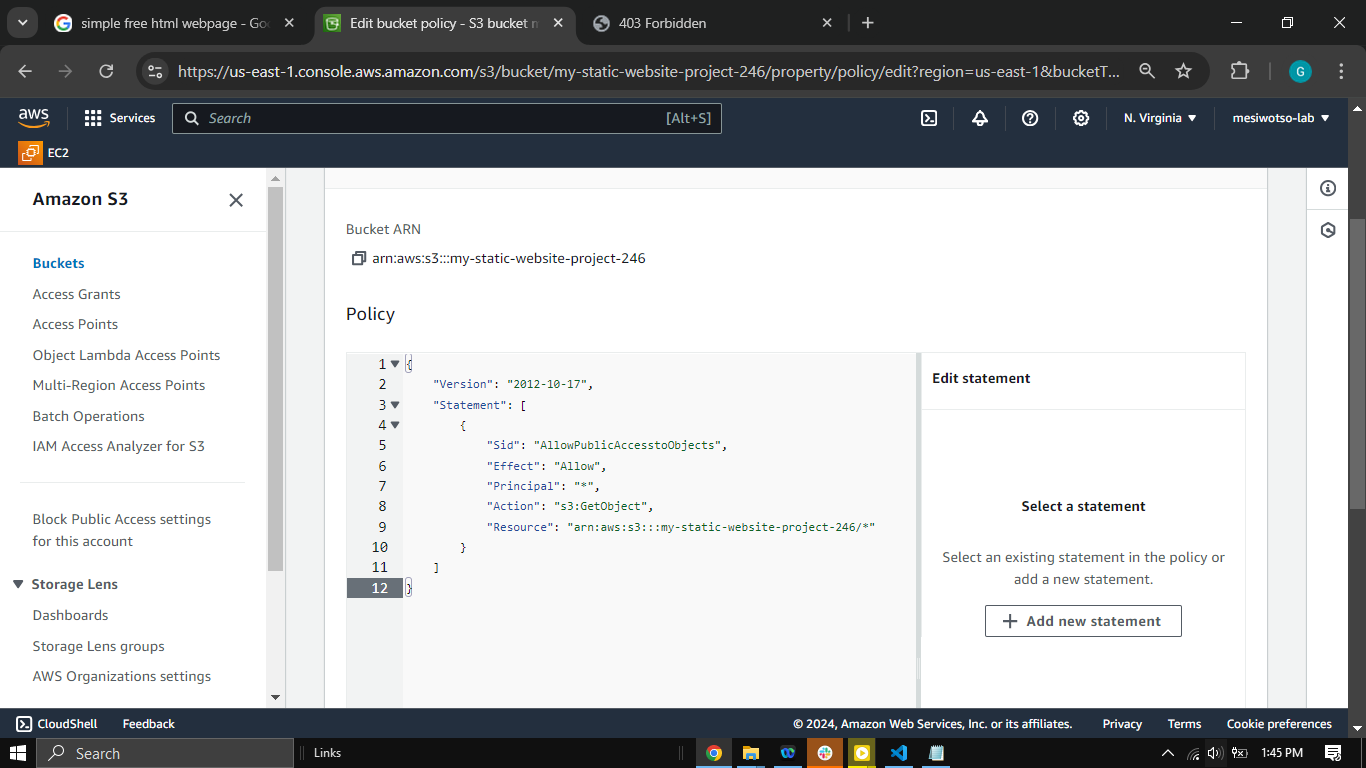 simple free html webpage - Goo
Edit bucket policy - S3 bucket m
403 Forbidden
https://us-east-1.console.aws.amazon.com/s3/bucket/my-static-website-project-246/property/policy/edit?region=us-east-1&bucketT...
G
aws
Services
Search
[Alt+S]
N. Virginia
mesiwotso-lab
EC2
Amazon S3
Buckets
Access Grants
Access Points
Object Lambda Access Points
Multi-Region Access Points
Batch Operations
IAM Access Analyzer for S3
Block Public Access settings
for this account
Storage Lens
Dashboards
Storage Lens groups
AWS Organizations settings
Bucket ARN
arn:aws:s3:::my-static-website-project-246
Policy
1 {
2 "Version": "2012-10-17",
3 "Statement": [
4 {
5 "Sid": "AllowPublicAccesstoObjects",
6 "Effect": "Allow",
7 "Principal": "*",
8 "Action": "s3:GetObject",
9 "Resource": "arn:aws:s3:::my-static-website-project-246/*"
10 }
11 ]
12 }
Edit statement
Select a statement
Select an existing statement in the policy or
add a new statement.
+ Add new statement
CloudShell
Feedback
© 2024, Amazon Web Services, Inc. or its affiliates.
Privacy
Terms
Cookie preferences
Search
Links
1:45 PM